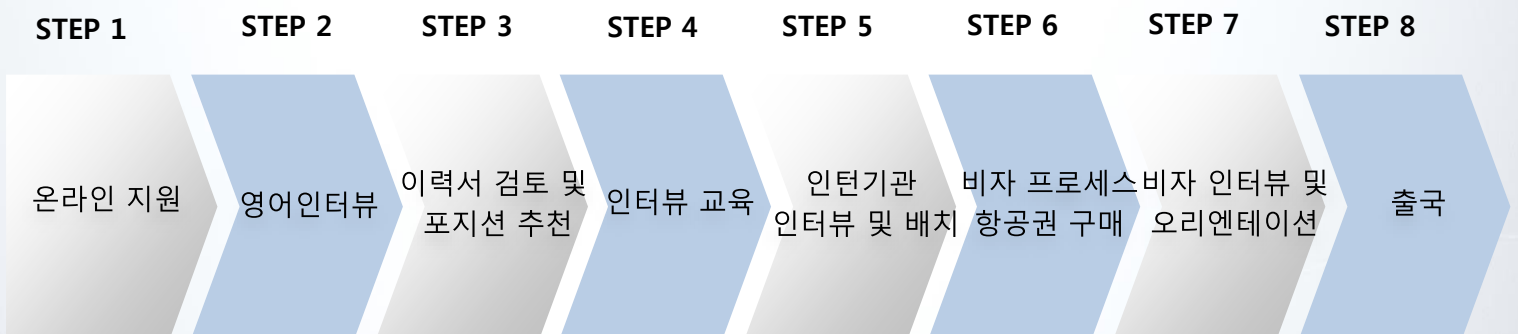 STEP 1
STEP 2
STEP 3
STEP 4
STEP 5
STEP 6
STEP 7
STEP 8
온라인 지원
영어인터뷰
이력서 검토 및
포지션 추천
인터뷰 교육
인턴기관
인터뷰 및 배치
비자 프로세스
항공권 구매
비자 인터뷰 및
오리엔테이션
출국